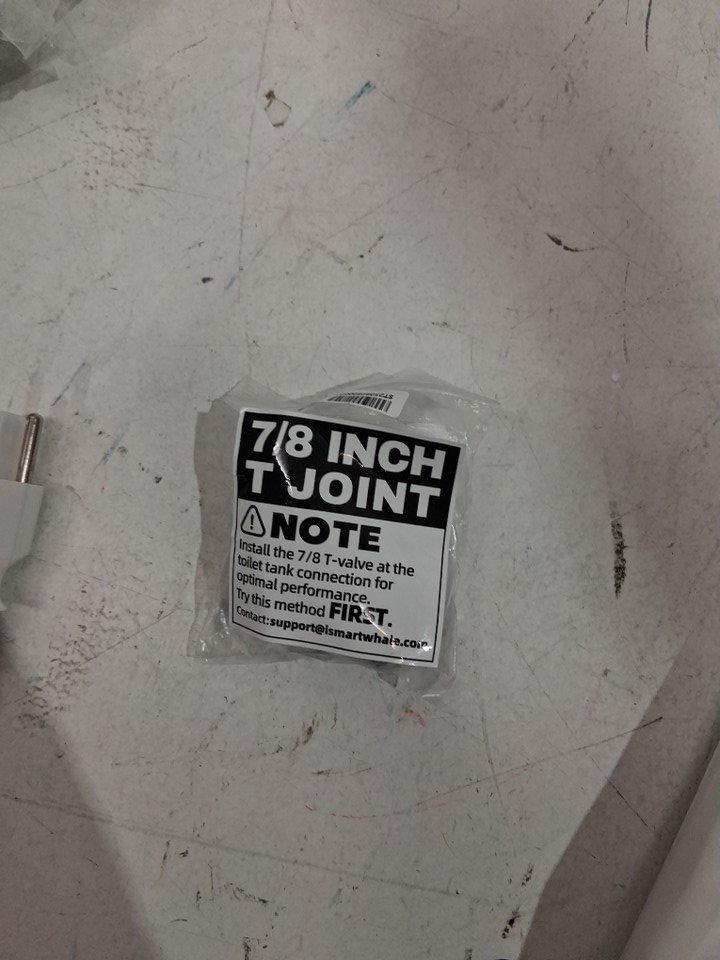 7/8 INCH
T JOINT
NOTE
Install the 7/8 T-valve at the
toilet tank connection for
optimal performance.
Try this method FIRST.
Contact:support@ismartwhale.com